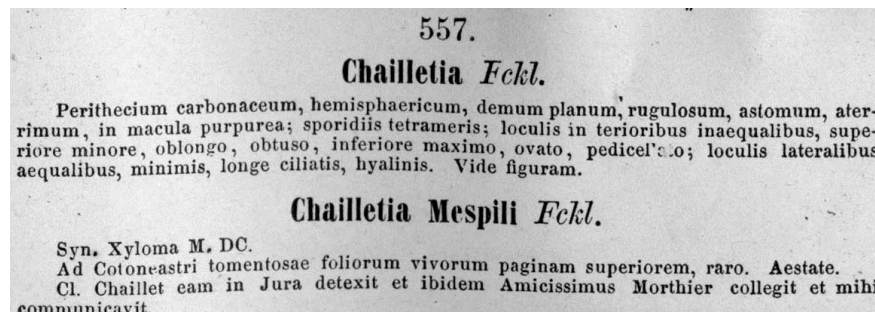 557.
Chailletia Fckl.
Perithecium carbonaceum, hemisphaericum, demum planum, rugulosum, astomum, ater-
rimum, in macula purpurea; sporidiis tetrameris; loculis in terioribus inaequalibus, supe-
riore minore, oblongo, obtuso, inferiore maximo, ovato, pedicellato; loculis lateralibus
aequalibus, minimis, longe ciliatis, hyalinis. Vide figuram.
Chailletia Mespili Fckl.
Syn. Xyloma M. DC.
Ad Cotoneastri tomentosae foliorum vivorum paginam superiorem, raro. Aestate.
Cl. Chaillet eam in Jura detexit et ibidem Amicissimus Morthier collegit et mihi
communicavit